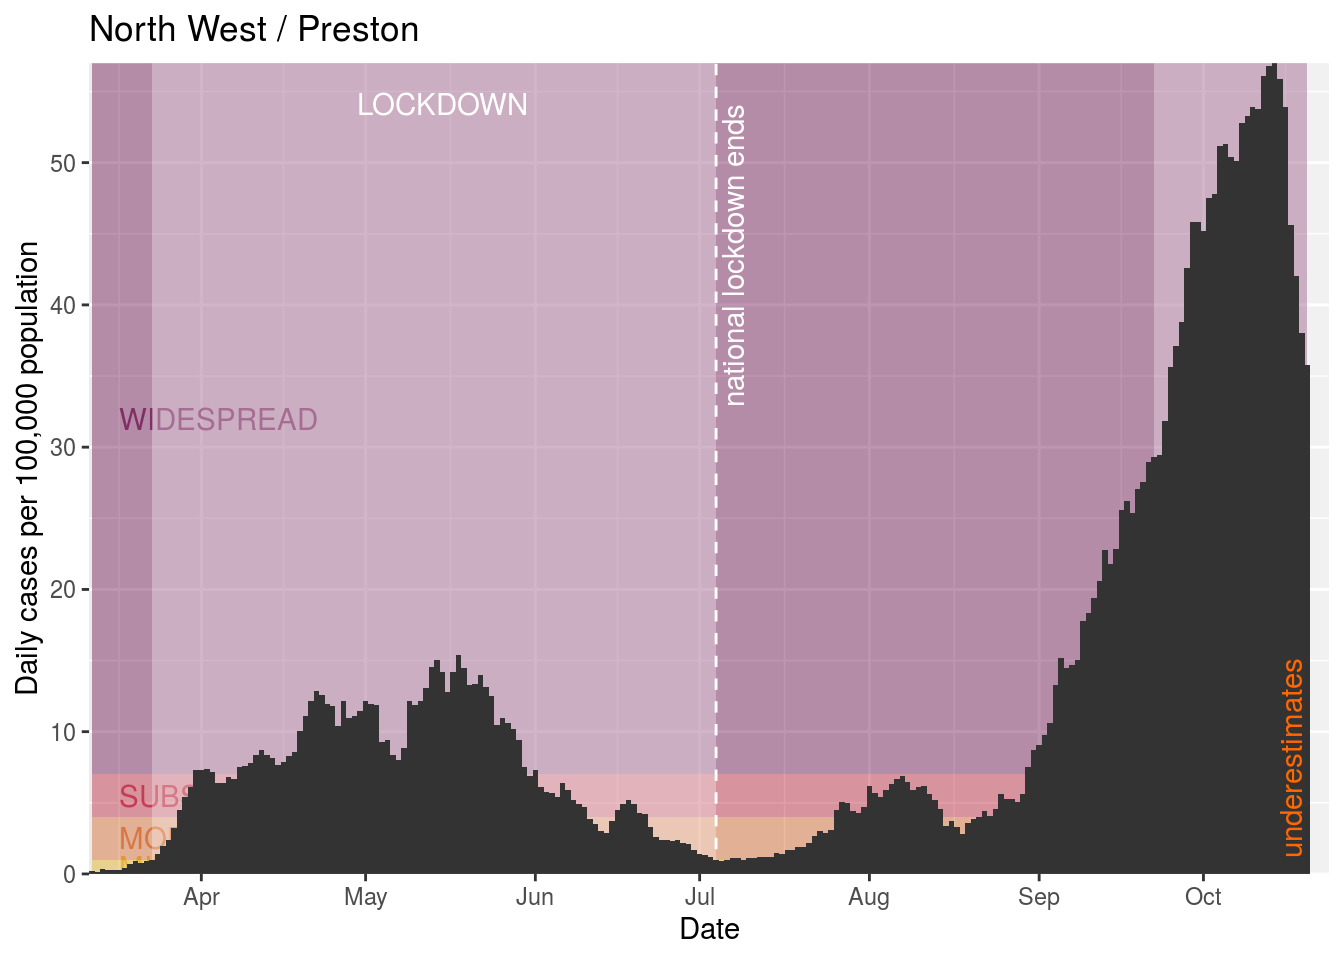 North West / Preston
LOCKDOWN
national lockdown ends
WIDESPREAD
SUBS
MO
underestimates
Daily cases per 100,000 population
50
40
30
20
10
0
Apr May Jun Jul Aug Sep Oct
Date